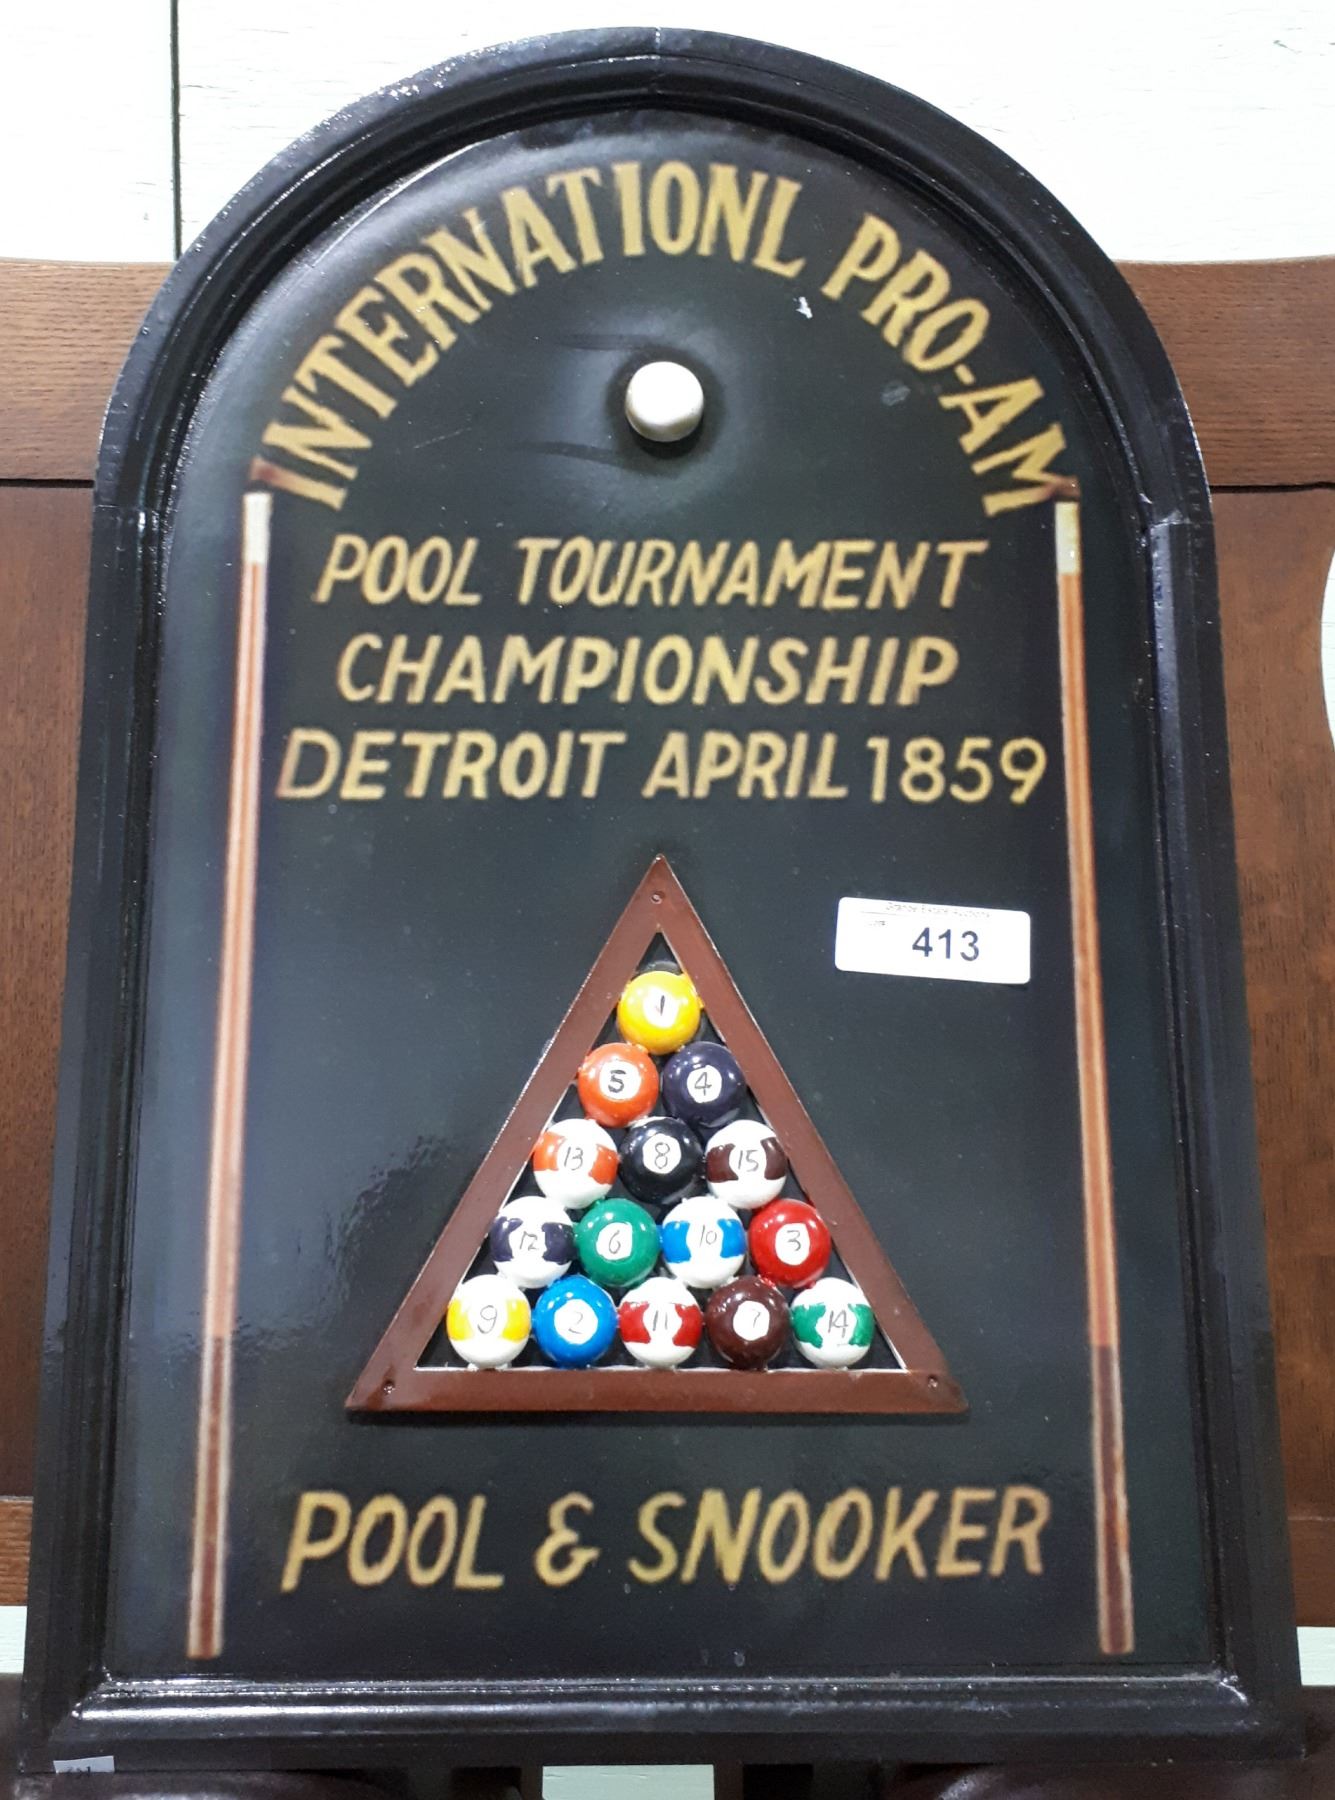 INTERNATIONL PRO-AM
POOL TOURNAMENT
CHAMPIONSHIP
DETROIT APRIL 1859
413
1
5 4
13 8 15
12 6 10 3
9 2 11 7 14
POOL & SNOOKER